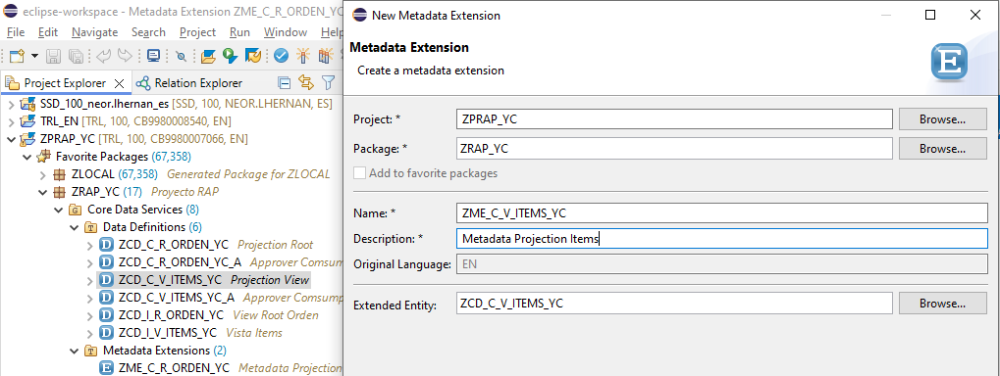 eclipse-workspace - Metadata Extension ZME_C_R_ORDEN_YC
File Edit Navigate Search Project Run Window Help
Project Explorer Relation Explorer
SSD_100_neor.lhernan_es [SSD, 100, NEOR.LHERNAN, ES]
TRL_EN [TRL, 100, CB9980008540, EN]
ZPRAP_YC [TRL, 100, CB9980007066, EN]
Favorite Packages (67,358)
ZLOCAL (67,358) Generated Package for ZLOCAL
ZRAP_YC (17) Proyecto RAP
Core Data Services (8)
Data Definitions (6)
ZCD_C_R_ORDEN_YC Projection Root
ZCD_C_R_ORDEN_YC_A Approver Comsum
ZCD_C_V_ITEMS_YC Projection View
ZCD_C_V_ITEMS_YC_A Approver Comsump
ZCD_I_R_ORDEN_YC View Root Orden
ZCD_I_V_ITEMS_YC Vista Items
Metadata Extensions (2)
ZME_C_R_ORDEN_YC Metadata Projection
New Metadata Extension
Metadata Extension
Create a metadata extension
E
Project: * ZPRAP_YC Browse...
Package: * ZRAP_YC Browse...
Add to favorite packages
Name: * ZME_C_V_ITEMS_YC
Description: * Metadata Projection Items
Original Language: EN
Extended Entity: ZCD_C_V_ITEMS_YC Browse...